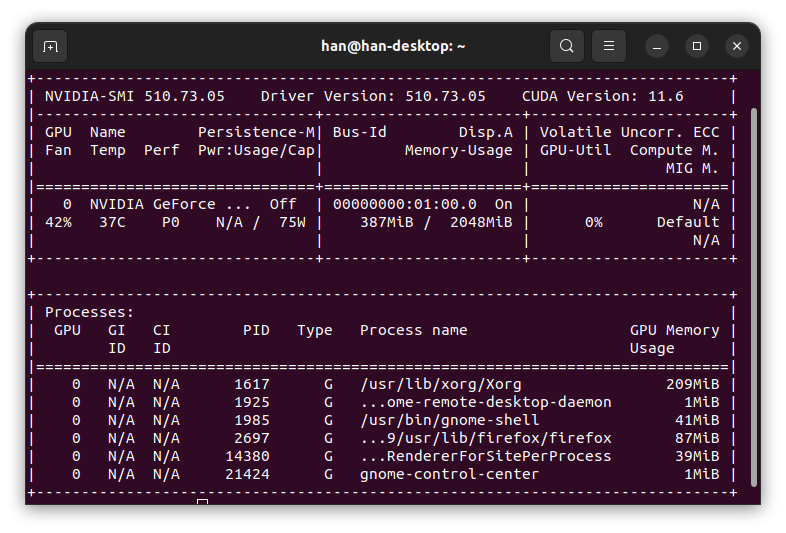 han@han-desktop: ~
+-----------------------------------------------------------------------------+
| NVIDIA-SMI 510.73.05    Driver Version: 510.73.05    CUDA Version: 11.6     |
|-------------------------------+----------------------+----------------------+
| GPU  Name        Persistence-M| Bus-Id        Disp.A | Volatile Uncorr. ECC |
| Fan  Temp  Perf  Pwr:Usage/Cap|         Memory-Usage | GPU-Util  Compute M. |
|                               |                      |               MIG M. |
|===============================+======================+======================|
|   0  NVIDIA GeForce ...  Off  | 00000000:01:00.0  On |                  N/A |
| 42%   37C    P0    N/A /  75W |    387MiB /  2048MiB |      0%      Default |
|                               |                      |                  N/A |
+-------------------------------+----------------------+----------------------+
+-----------------------------------------------------------------------------+
| Processes:                                                                  |
|  GPU   GI   CI        PID   Type   Process name                  GPU Memory |
|        ID   ID                                                   Usage      |
|=============================================================================|
|    0   N/A  N/A      1617      G   /usr/lib/xorg/Xorg                209MiB |
|    0   N/A  N/A      1925      G   ...ome-remote-desktop-daemon        1MiB |
|    0   N/A  N/A      1985      G   /usr/bin/gnome-shell               41MiB |
|    0   N/A  N/A      2697      G   ...9/usr/lib/firefox/firefox       87MiB |
|    0   N/A  N/A     14380      G   ...RendererForSitePerProcess       39MiB |
|    0   N/A  N/A     21424      G   gnome-control-center                1MiB |
+-----------------------------------------------------------------------------+